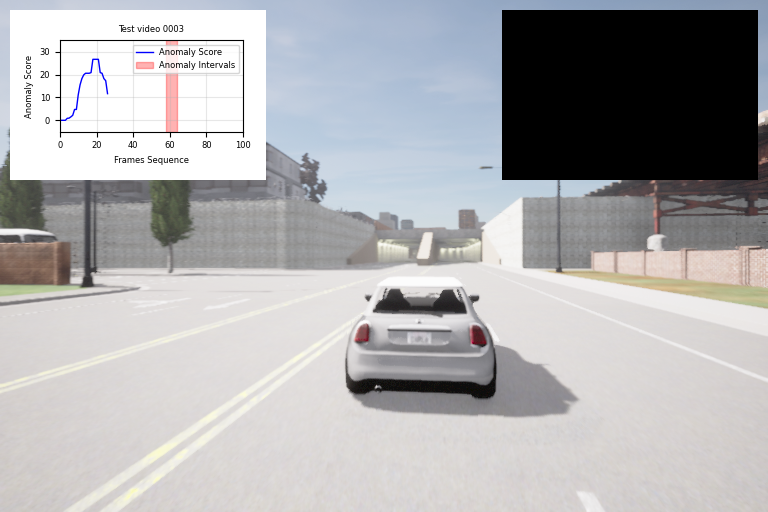 Test video 0003
Anomaly Score
30
20
10
0
Anomaly Score
Anomaly Intervals
0 20 40 60 80 100
Frames Sequence